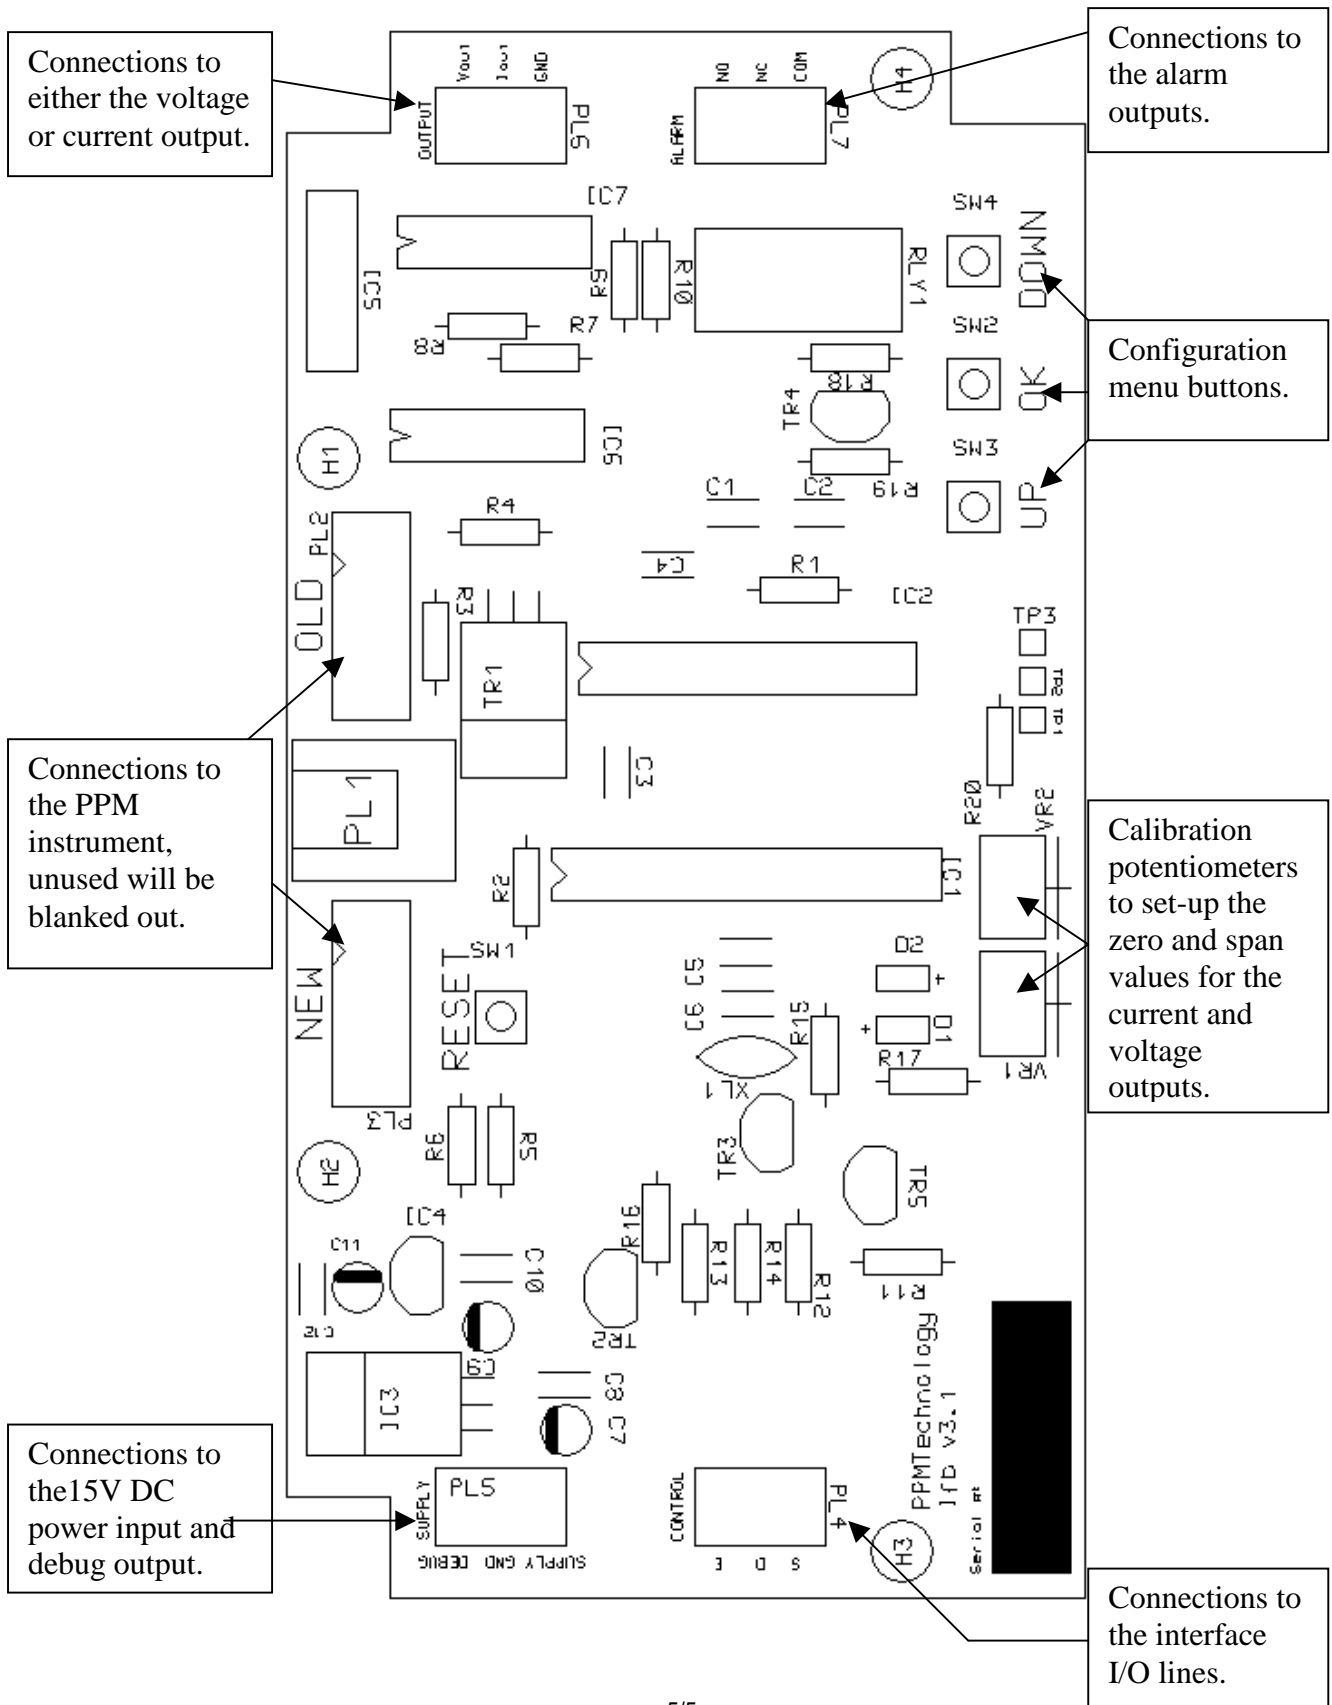 Connections to
either the voltage
or current output.
Connections to
the alarm
outputs.
Vout
Iout
GND
OUTPUT
PL6
NO
NC
COM
ALARM
PL7
H4
IC7
IC5
R9
R10
RLY1
SW4
DOWN
R8
R7
SW2
OK
Configuration
menu buttons.
R18
TR4
IC6
H1
SW3
UP
R19
C1
C2
R4
PL2
OLD
C4
R1
IC2
R3
TR1
TP3
TP2
TP1
Connections to
the PPM
instrument,
unused will be
blanked out.
PL1
C3
R20
VR2
Calibration
potentiometers
to set-up the
zero and span
values for the
current and
voltage
outputs.
R2
IC1
NEW
SW1
RESET
C5
C6
D2
+
D1
+
R15
R17
VR1
XL1
PL3
TR3
H2
R6
R5
TR5
IC4
R16
C11
C10
R13
R14
R12
R11
C12
C9
TR2
IC3
C8
C7
PPMTechnology
IFD v3.1
Serial Nº
Connections to
the15V DC
power input and
debug output.
SUPPLY
PL5
DEBUG
GND
SUPPLY
CONTROL
PL4
E
D
S
H3
Connections to
the interface
I/O lines.